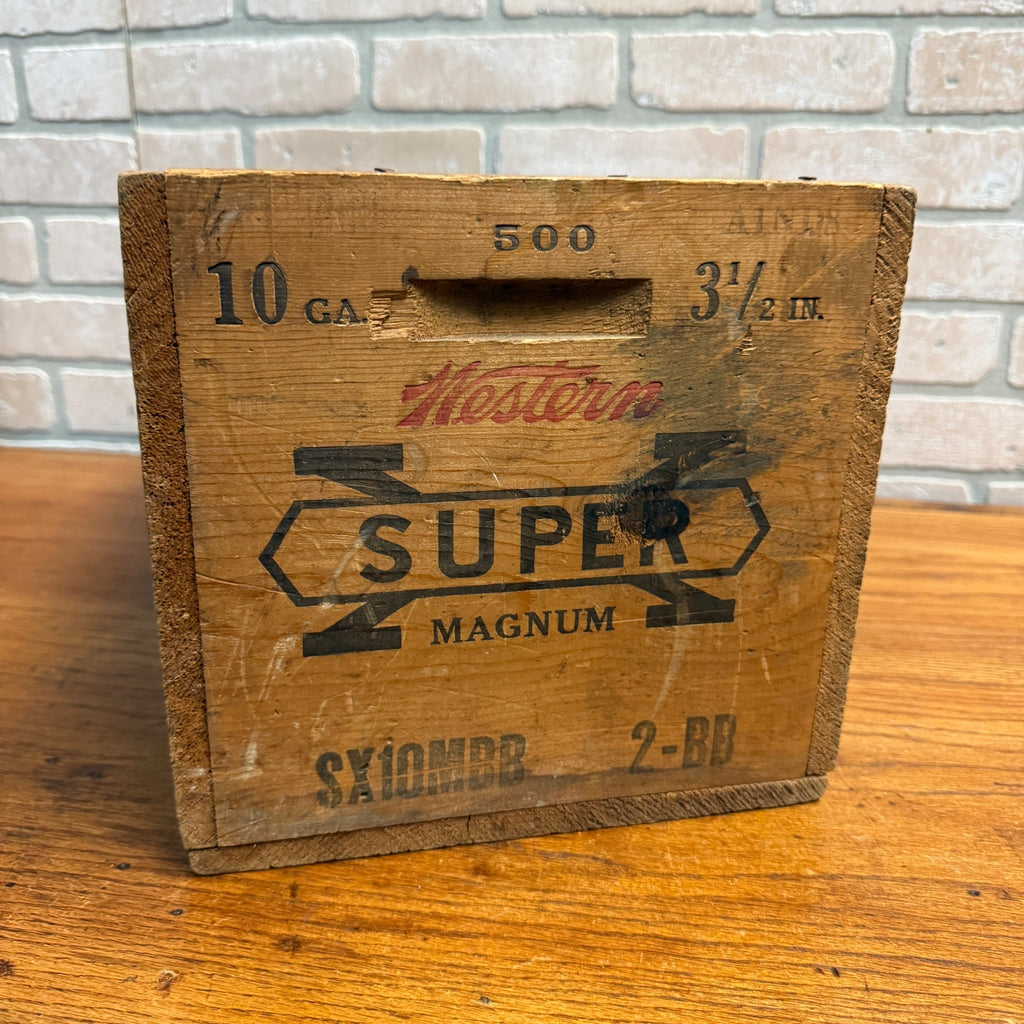 500
10 GA.
3 1/2 IN.
Western
SUPER
MAGNUM
SX10MBB
2-BB